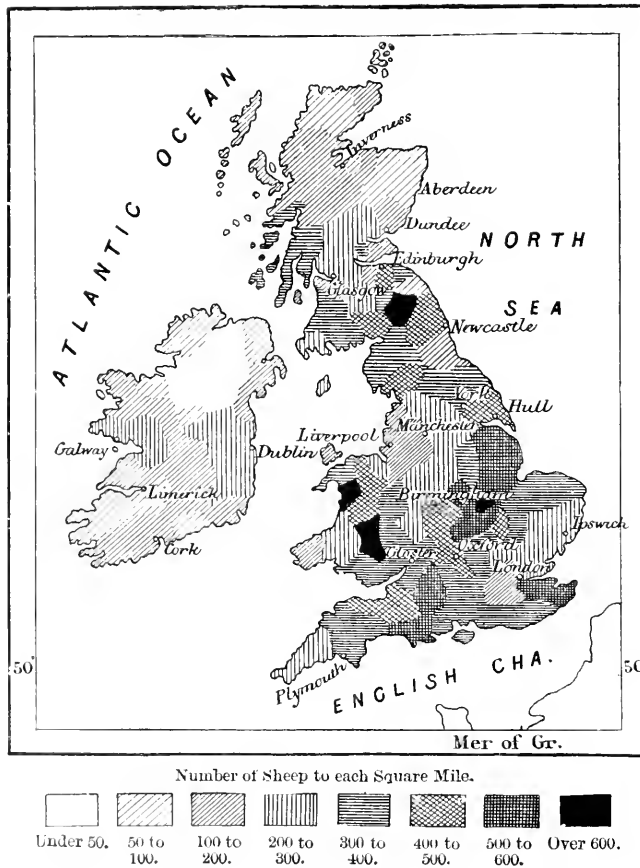 ATLANTIC OCEAN
Inverness
Aberdeen
Dundee
NORTH
Edinburgh
Glasgow
SEA
Newcastle
York
Hull
Manchester
Liverpool
Galway
Dublin
Birmingham
Limerick
Ipswich
Oxford
Gloster
Cork
London
50°
50
Plymouth
ENGLISH CHA.
Mer of Gr.
Number of Sheep to each Square Mile.
Under 50. 50 to 100. 100 to 200. 200 to 300. 300 to 400. 400 to 500. 500 to 600. Over 600.